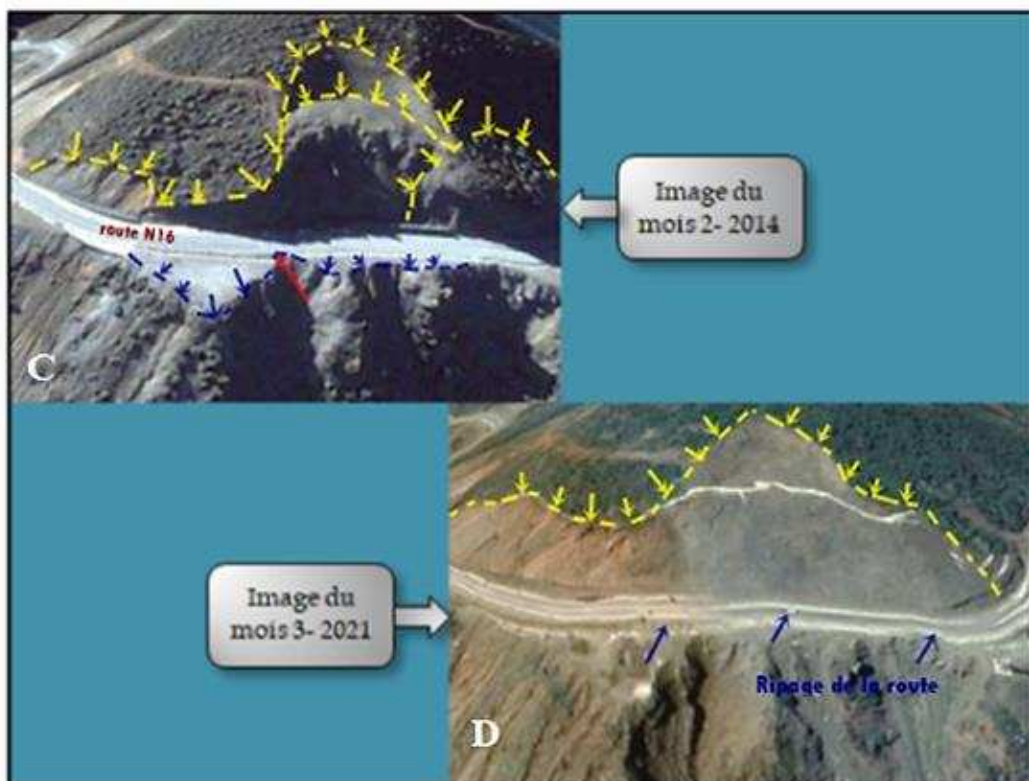 Image du
mois 2- 2014
route N16
C
Image du
mois 3- 2021
Ripage de la route
D